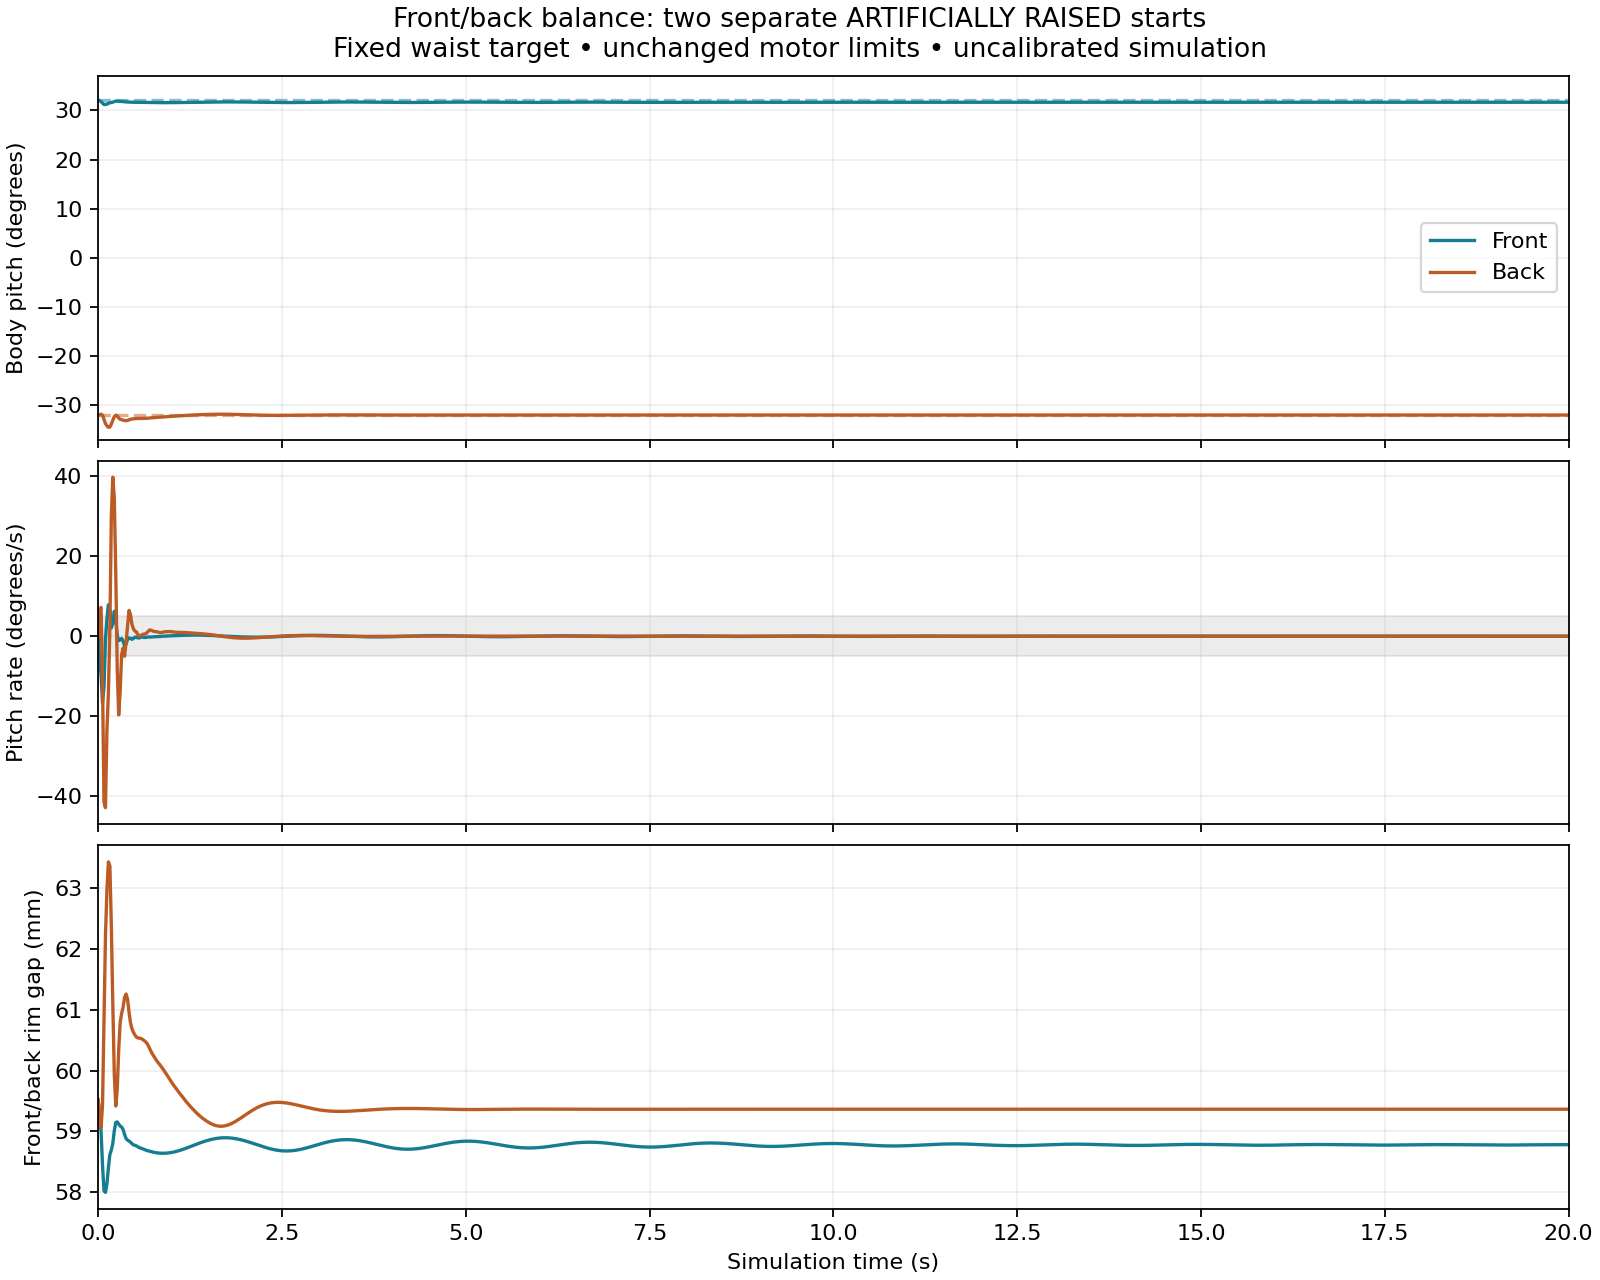 Front/back balance: two separate ARTIFICIALLY RAISED starts
Fixed waist target • unchanged motor limits • uncalibrated simulation
Body pitch (degrees)
30
20
10
0
−10
−20
−30
Front
Back
Pitch rate (degrees/s)
40
20
0
−20
−40
Front/back rim gap (mm)
63
62
61
60
59
58
0.0 2.5 5.0 7.5 10.0 12.5 15.0 17.5 20.0
Simulation time (s)